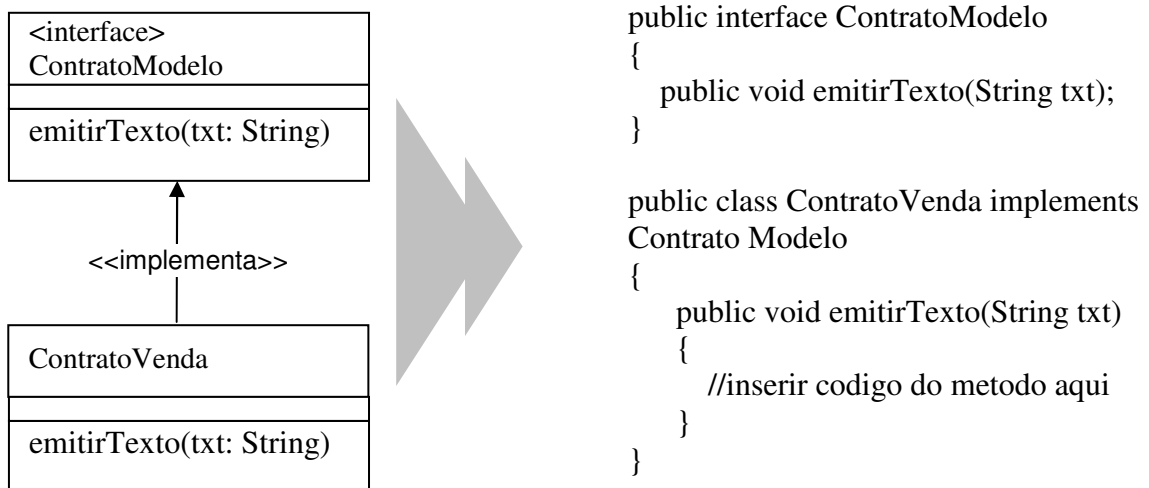 <interface>
ContratoModelo
emitirTexto(txt: String)
<<implementa>>
ContratoVenda
emitirTexto(txt: String)
public interface ContratoModelo
{
public void emitirTexto(String txt);
}
public class ContratoVenda implements
Contrato Modelo
{
public void emitirTexto(String txt)
{
//inserir codigo do metodo aqui
}
}